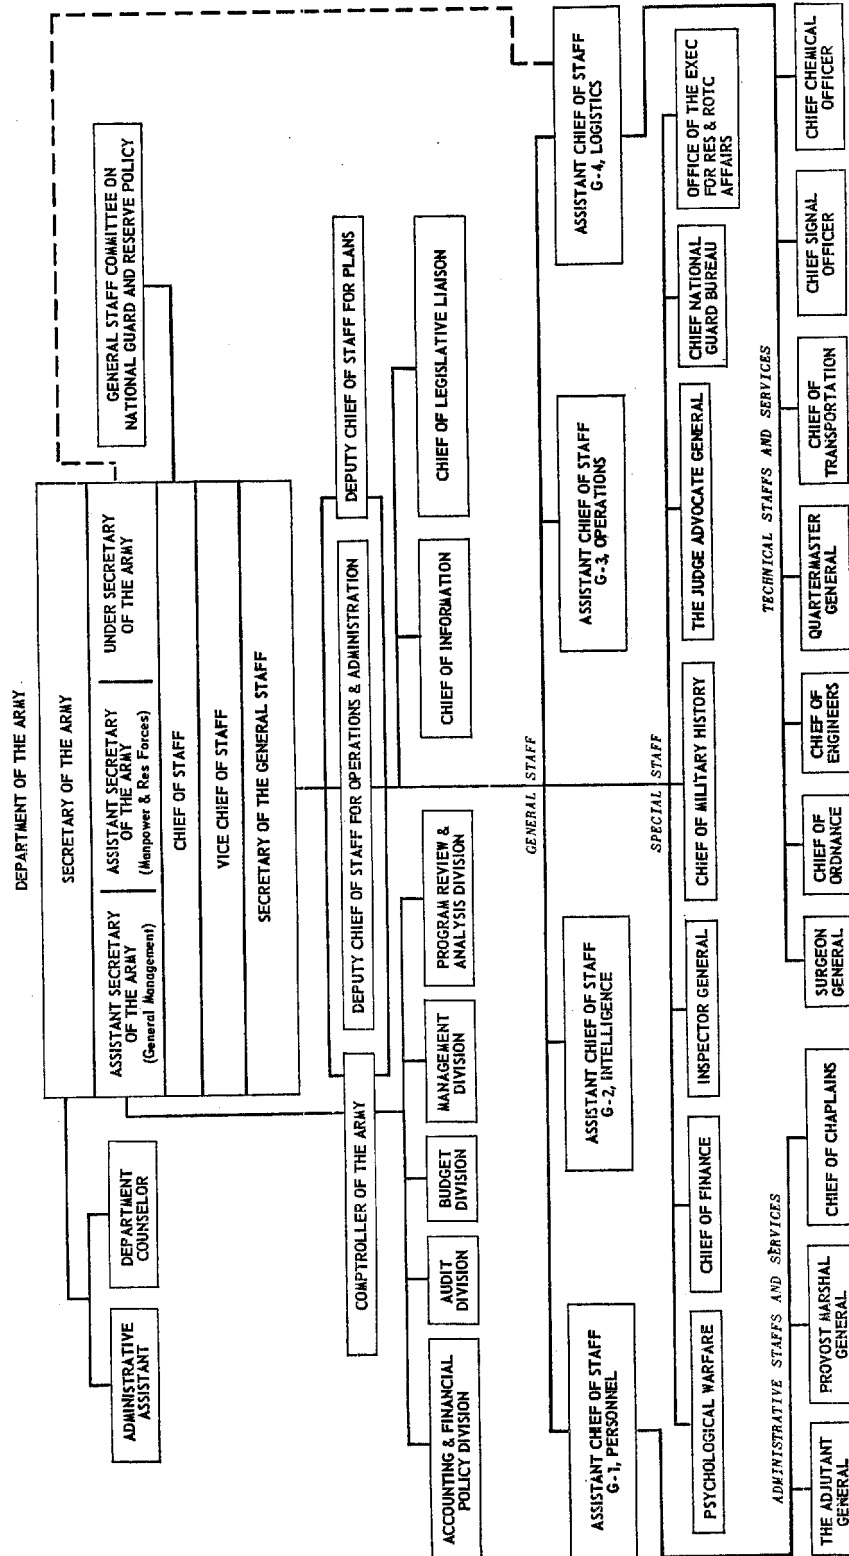 DEPARTMENT OF THE ARMY
SECRETARY OF THE ARMY
ASSISTANT SECRETARY
OF THE ARMY
(General Management)
ASSISTANT SECRETARY
OF THE ARMY
(Manpower & Res Forces)
UNDER SECRETARY
OF THE ARMY
CHIEF OF STAFF
VICE CHIEF OF STAFF
SECRETARY OF THE GENERAL STAFF
ADMINISTRATIVE
ASSISTANT
DEPARTMENT
COUNSELOR
GENERAL STAFF COMMITTEE ON
NATIONAL GUARD AND RESERVE POLICY
COMPTROLLER OF THE ARMY
DEPUTY CHIEF OF STAFF FOR OPERATIONS & ADMINISTRATION
DEPUTY CHIEF OF STAFF FOR PLANS
ACCOUNTING & FINANCIAL
POLICY DIVISION
AUDIT
DIVISION
BUDGET
DIVISION
MANAGEMENT
DIVISION
PROGRAM REVIEW &
ANALYSIS DIVISION
CHIEF OF INFORMATION
CHIEF OF LEGISLATIVE LIAISON
GENERAL STAFF
ASSISTANT CHIEF OF STAFF
G-1, PERSONNEL
ASSISTANT CHIEF OF STAFF
G-2, INTELLIGENCE
ASSISTANT CHIEF OF STAFF
G-3, OPERATIONS
ASSISTANT CHIEF OF STAFF
G-4, LOGISTICS
SPECIAL STAFF
PSYCHOLOGICAL WARFARE
CHIEF OF FINANCE
INSPECTOR GENERAL
CHIEF OF MILITARY HISTORY
THE JUDGE ADVOCATE GENERAL
CHIEF NATIONAL
GUARD BUREAU
OFFICE OF THE EXEC
FOR RES & ROTC
AFFAIRS
ADMINISTRATIVE STAFFS AND SERVICES
THE ADJUTANT
GENERAL
PROVOST MARSHAL
GENERAL
CHIEF OF CHAPLAINS
TECHNICAL STAFFS AND SERVICES
SURGEON
GENERAL
CHIEF OF
ORDNANCE
CHIEF OF
ENGINEERS
QUARTERMASTER
GENERAL
CHIEF OF
TRANSPORTATION
CHIEF SIGNAL
OFFICER
CHIEF CHEMICAL
OFFICER